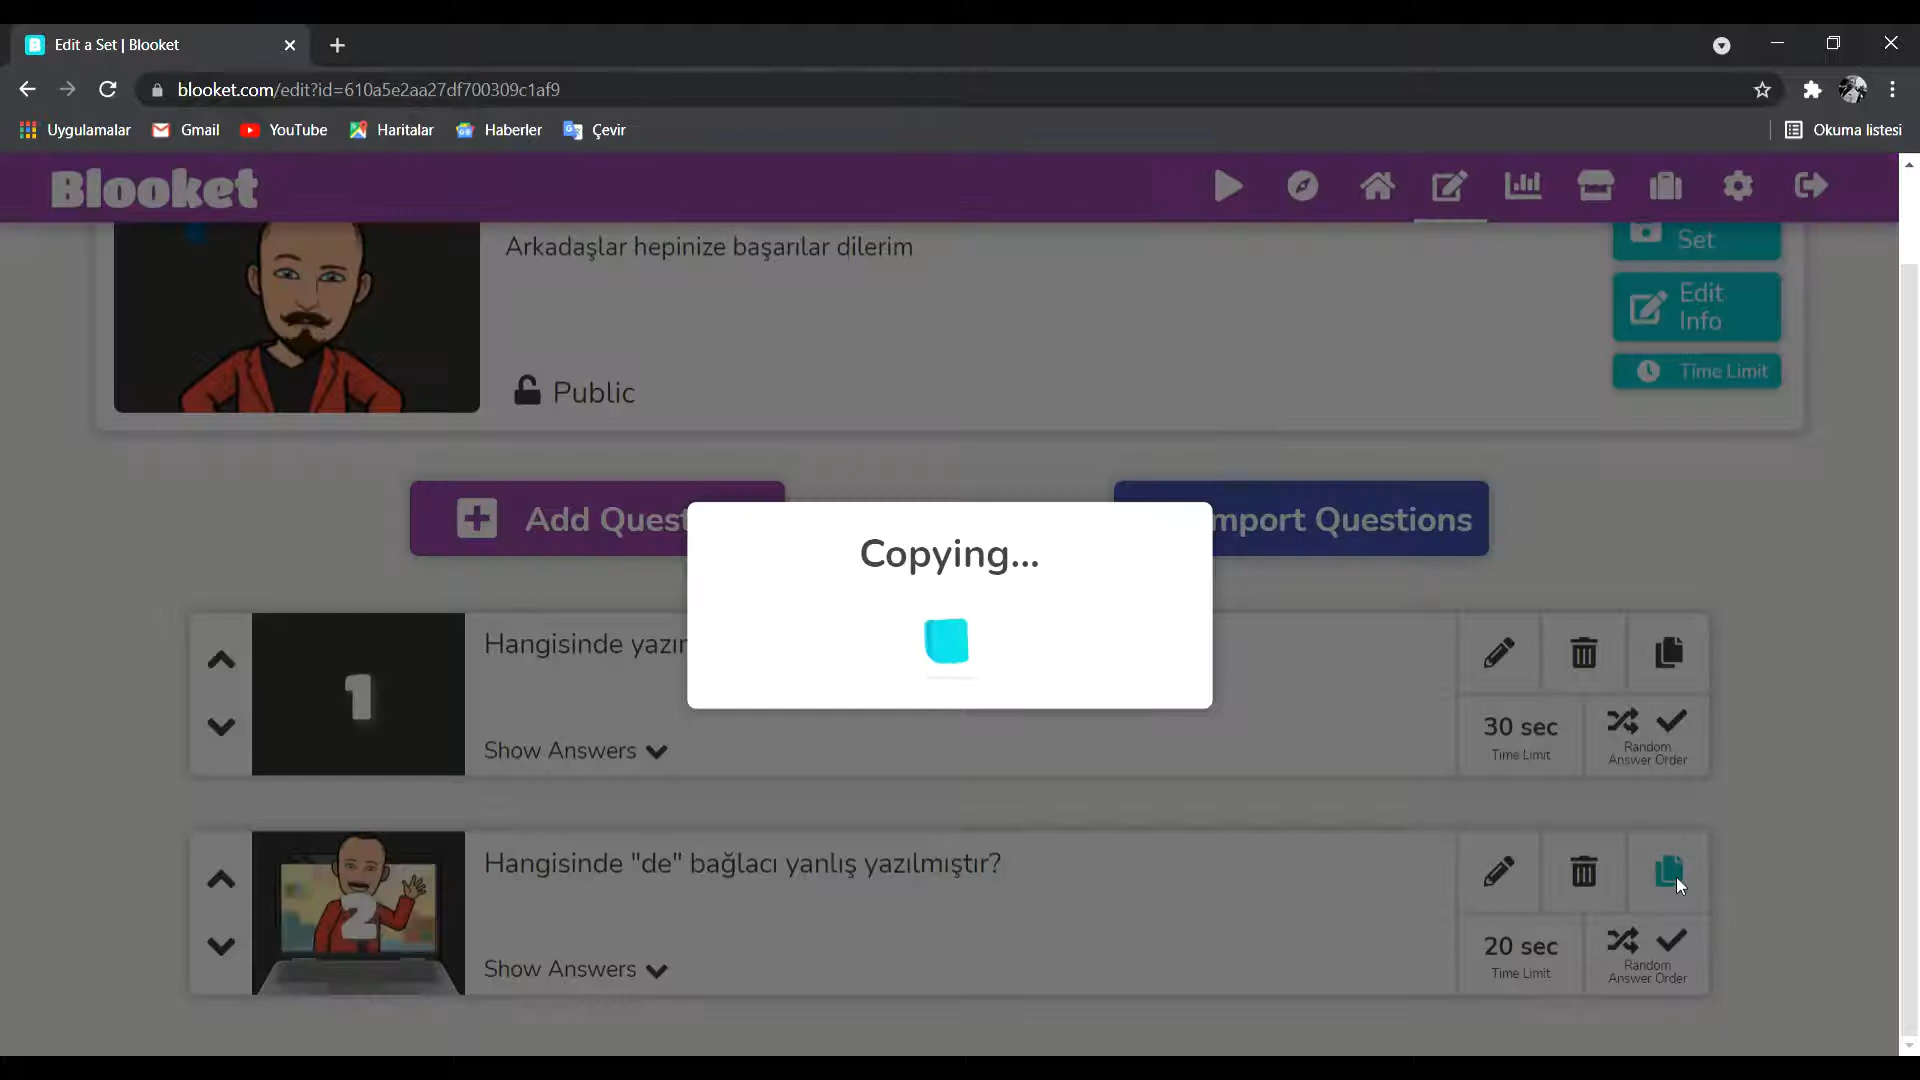 Edit a Set | Blooket
blooket.com/edit?id=610a5e2aa27df700309c1af9
Uygulamalar
Gmail
YouTube
Haritalar
Haberler
Çevir
Okuma listesi
Blooket
Arkadaşlar hepinize başarılar dilerim
Set
Edit
Info
Time Limit
Public
Add Quest
mport Questions
Copying...
1
Hangisinde yazı
Show Answers
30 sec
Time Limit
Random
Answer Order
2
Hangisinde "de" bağlacı yanlış yazılmıştır?
Show Answers
20 sec
Time Limit
Random
Answer Order